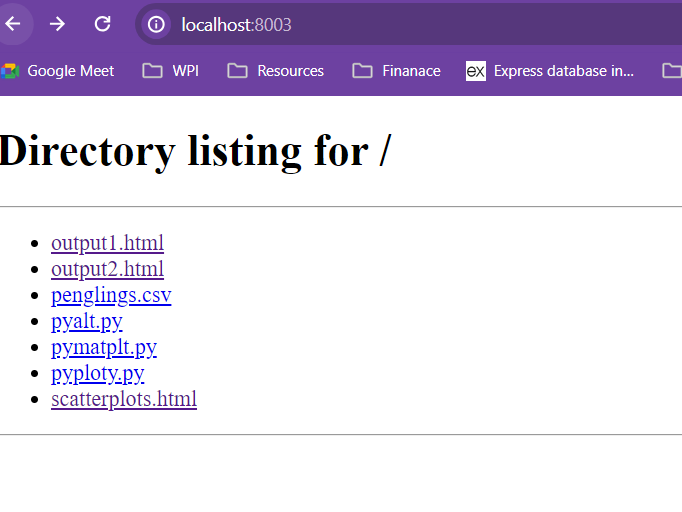 localhost:8003
Google Meet WPI Resources Finanace ex Express database in...
Directory listing for /
output1.html
output2.html
penglings.csv
pyalt.py
pymatplt.py
pyploty.py
scatterplots.html